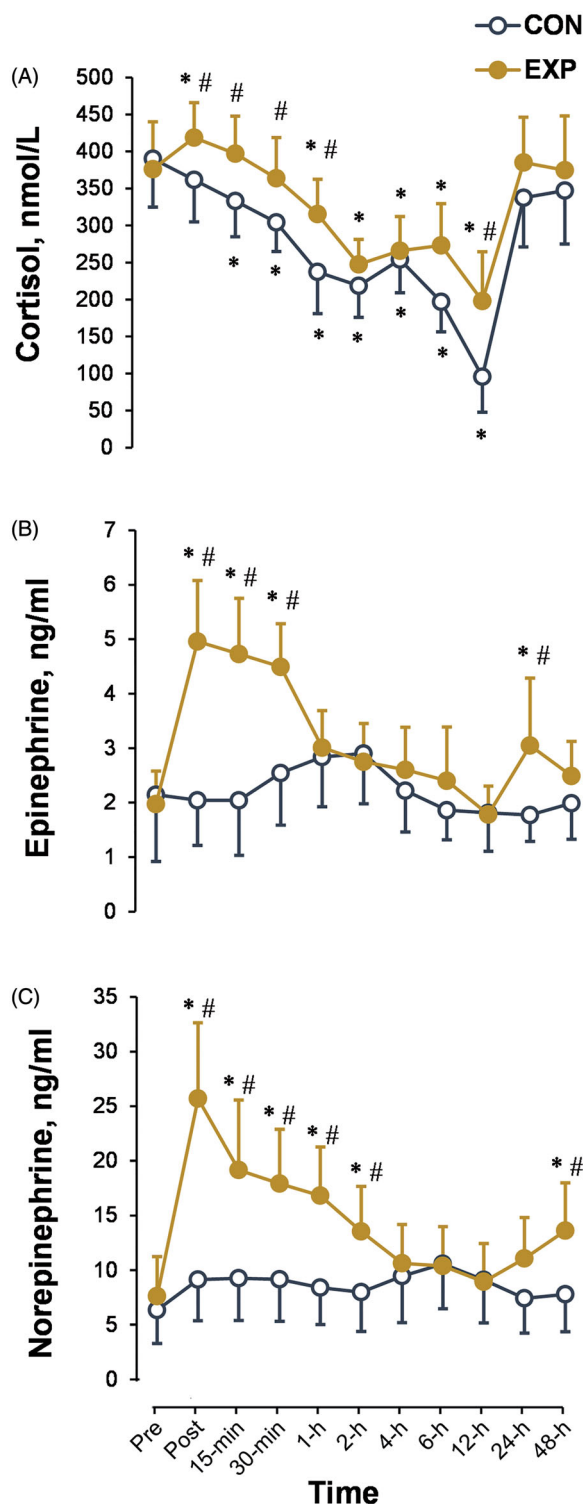 CON
EXP
(A)
Cortisol, nmol/L
500
450
400
350
300
250
200
150
100
50
0
* #
#
#
* #
*
*
*
* #
*
*
*
*
*
*
*
(B)
Epinephrine, ng/ml
7
6
5
4
3
2
1
0
* #
* #
* #
* #
(C)
Norepinephrine, ng/ml
35
30
25
20
15
10
5
0
* #
* #
* #
* #
* #
* #
Pre
Post
15-min
30-min
1-h
2-h
4-h
6-h
12-h
24-h
48-h
Time